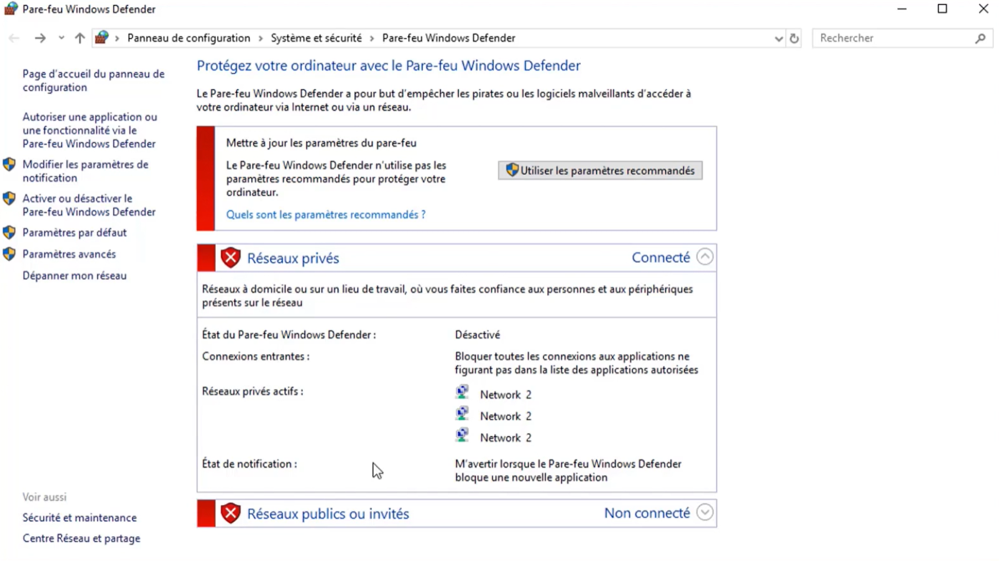 Pare-feu Windows Defender
Panneau de configuration
Système et sécurité
Pare-feu Windows Defender
Rechercher
Page d'accueil du panneau de
configuration
Autoriser une application ou
une fonctionnalité via le
Pare-feu Windows Defender
Modifier les paramètres de
notification
Activer ou désactiver le
Pare-feu Windows Defender
Paramètres par défaut
Paramètres avancés
Dépanner mon réseau
Voir aussi
Sécurité et maintenance
Centre Réseau et partage
Protégez votre ordinateur avec le Pare-feu Windows Defender
Le Pare-feu Windows Defender a pour but d'empêcher les pirates ou les logiciels malveillants d'accéder à
votre ordinateur via Internet ou via un réseau.
Mettre à jour les paramètres du pare-feu
Le Pare-feu Windows Defender n'utilise pas les
paramètres recommandés pour protéger votre
ordinateur.
Utiliser les paramètres recommandés
Quels sont les paramètres recommandés ?
Réseaux privés
Connecté
Réseaux à domicile ou sur un lieu de travail, où vous faites confiance aux personnes et aux périphériques
présents sur le réseau
État du Pare-feu Windows Defender :
Désactivé
Connexions entrantes :
Bloquer toutes les connexions aux applications ne
figurant pas dans la liste des applications autorisées
Réseaux privés actifs :
Network 2
Network 2
Network 2
État de notification :
M'avertir lorsque le Pare-feu Windows Defender
bloque une nouvelle application
Réseaux publics ou invités
Non connecté